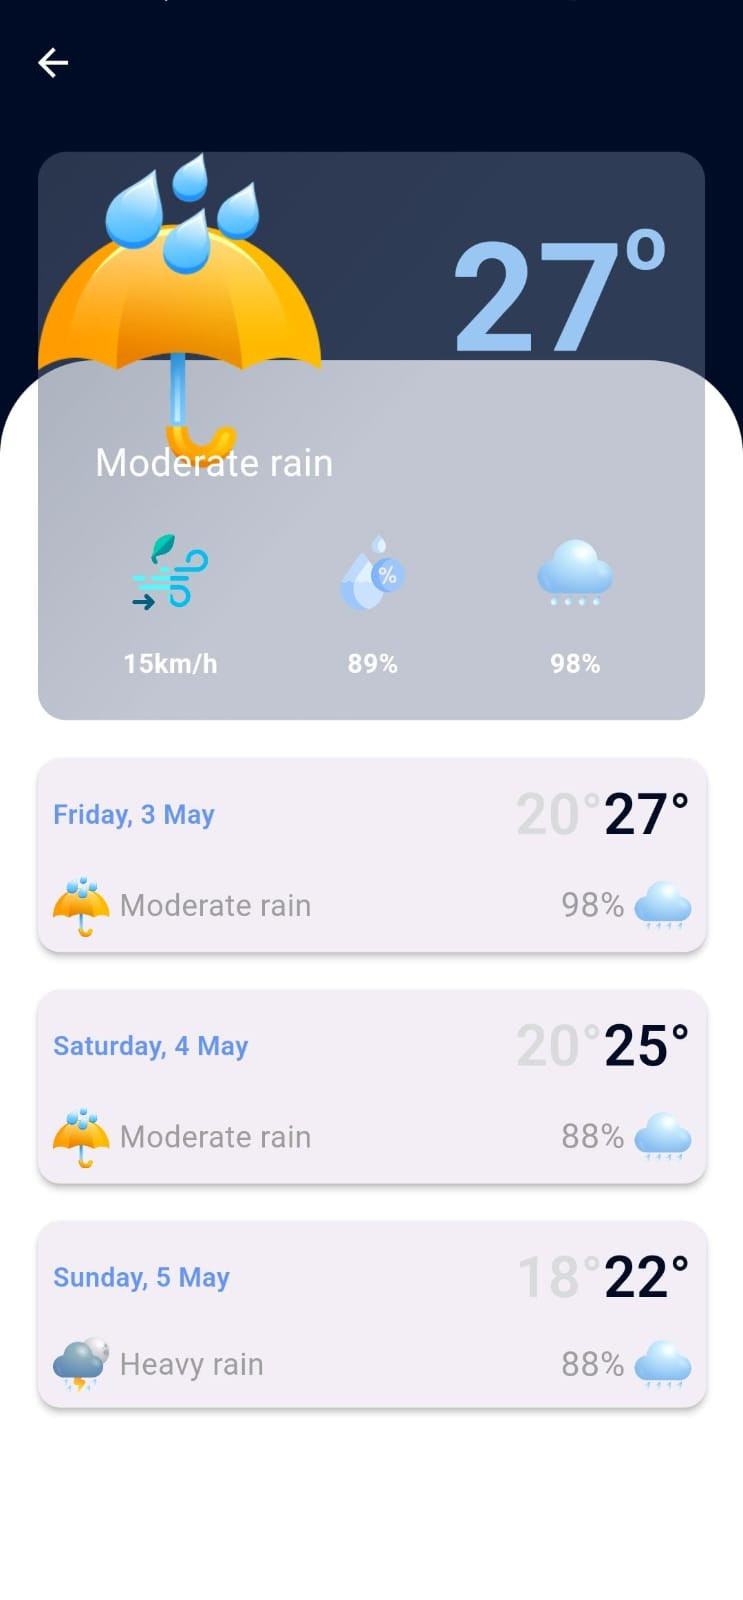 27°
Moderate rain
%
15km/h 89% 98%
Friday, 3 May 20°27°
Moderate rain 98%
Saturday, 4 May 20°25°
Moderate rain 88%
Sunday, 5 May 18°22°
Heavy rain 88%